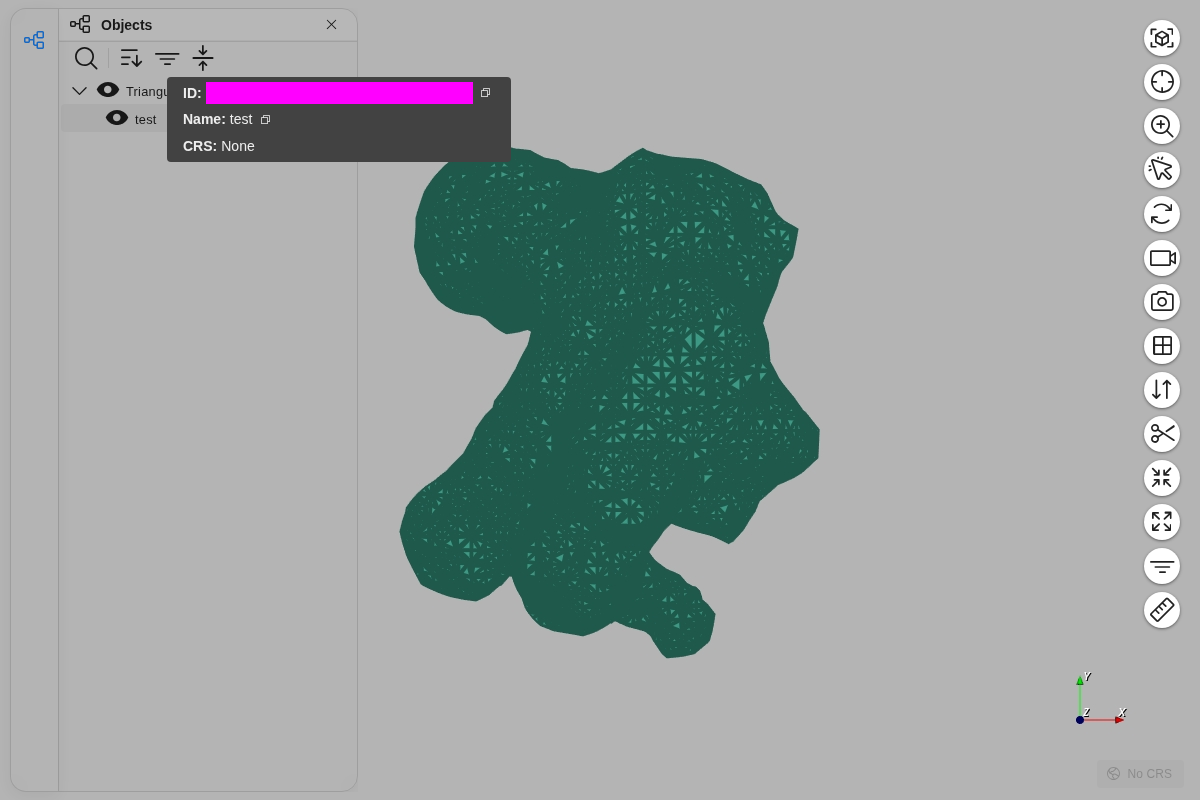 Objects
Triangu
test
ID:
Name: test
CRS: None
Y
Z
X
No CRS